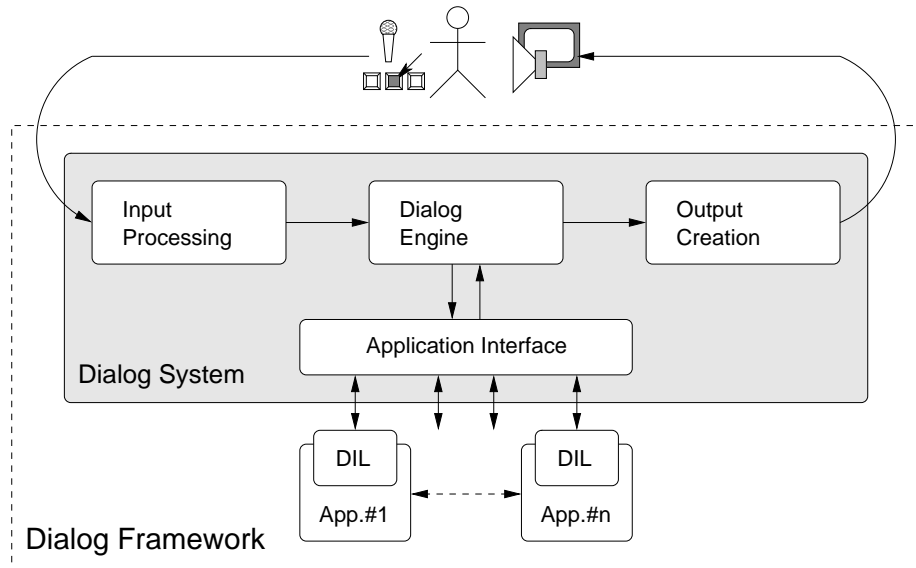 Input
Processing
Dialog
Engine
Output
Creation
Application Interface
Dialog System
DIL
DIL
App.#1
App.#n
Dialog Framework